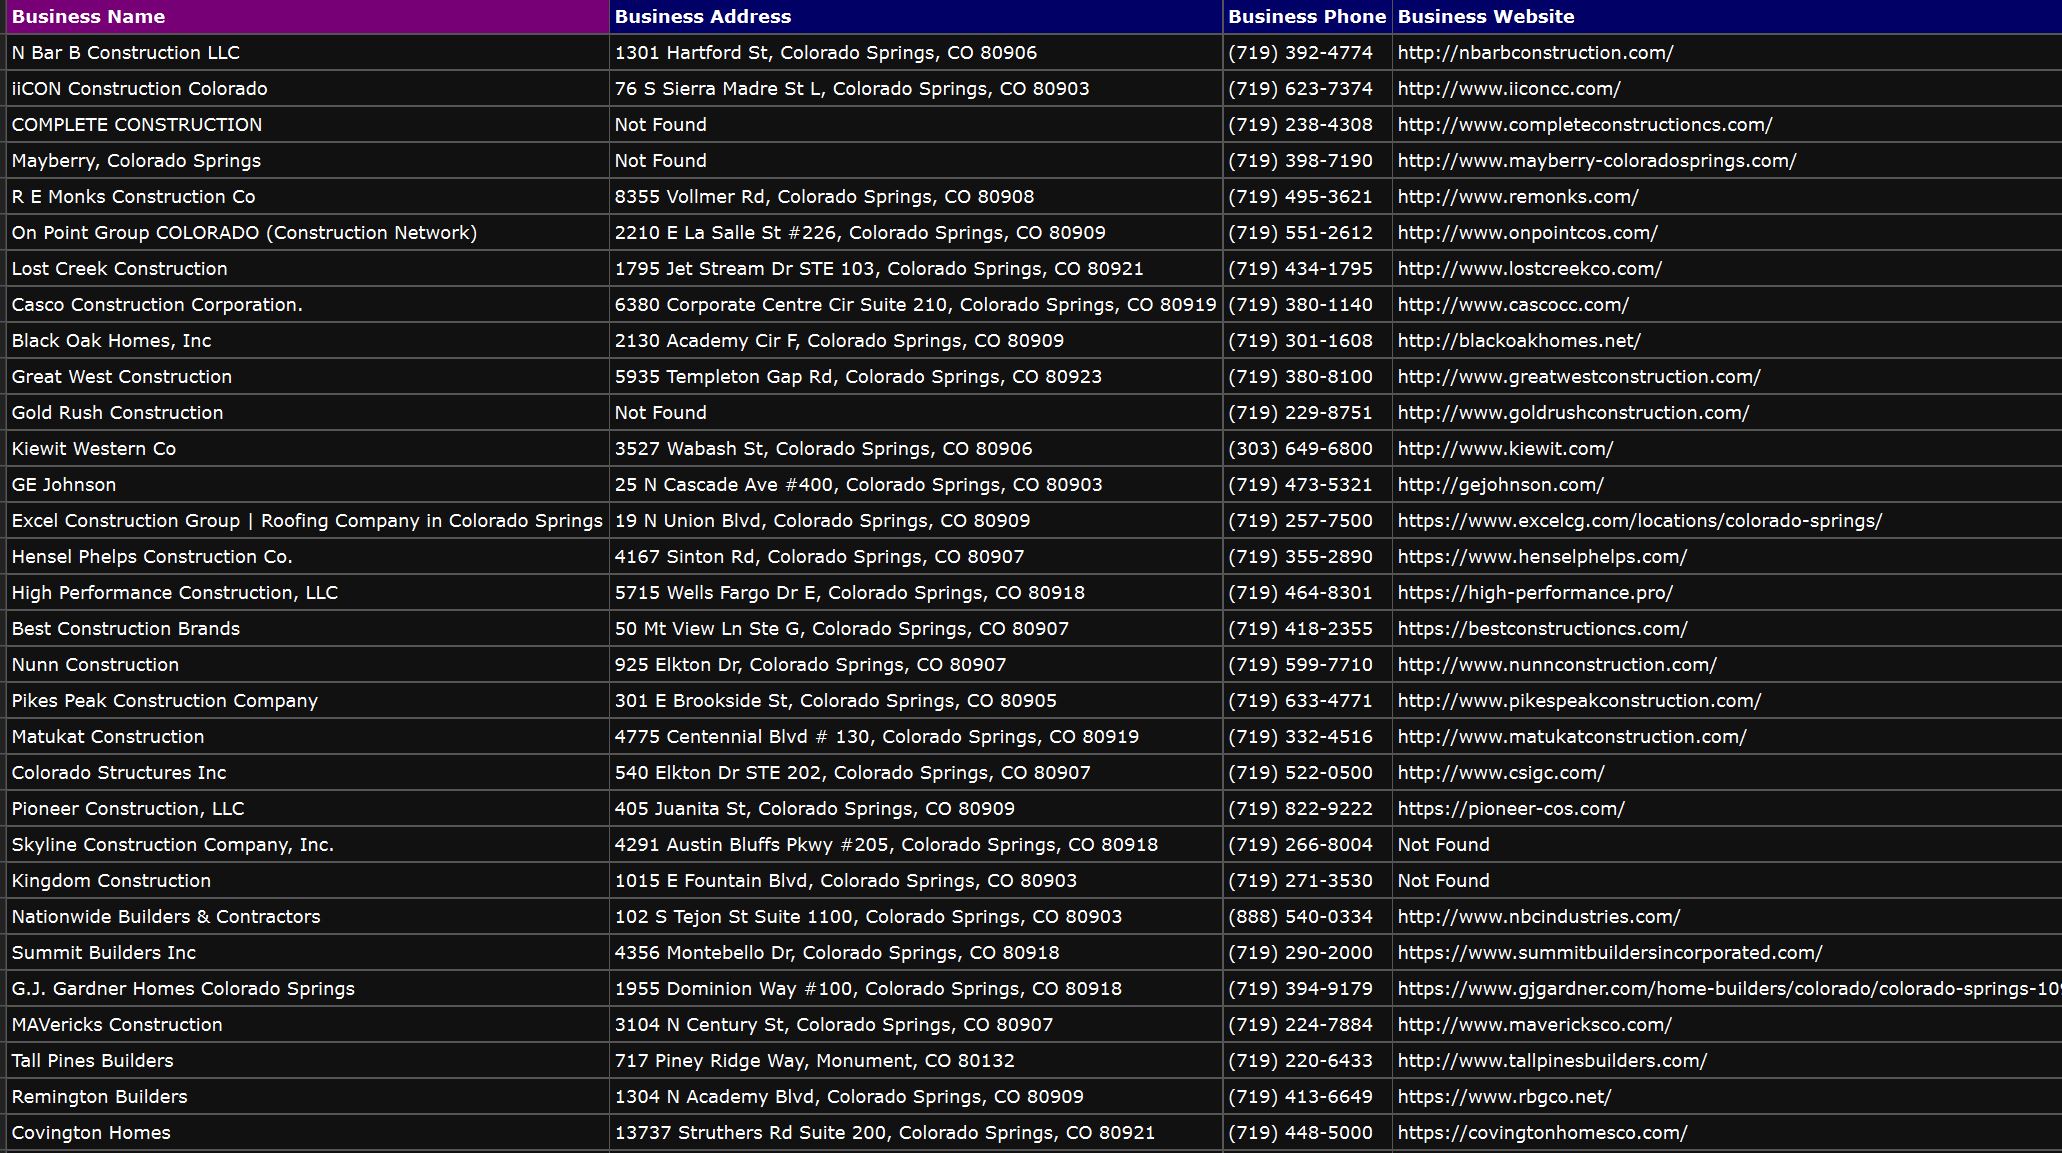 Business Name Business Address Business Phone Business Website
N Bar B Construction LLC 1301 Hartford St, Colorado Springs, CO 80906 (719) 392-4774 http://nbarbconstruction.com/
iiCON Construction Colorado 76 S Sierra Madre St L, Colorado Springs, CO 80903 (719) 623-7374 http://www.iiconcc.com/
COMPLETE CONSTRUCTION Not Found (719) 238-4308 http://www.completeconstructioncs.com/
Mayberry, Colorado Springs Not Found (719) 398-7190 http://www.mayberry-coloradosprings.com/
R E Monks Construction Co 8355 Vollmer Rd, Colorado Springs, CO 80908 (719) 495-3621 http://www.remonks.com/
On Point Group COLORADO (Construction Network) 2210 E La Salle St #226, Colorado Springs, CO 80909 (719) 551-2612 http://www.onpointcos.com/
Lost Creek Construction 1795 Jet Stream Dr STE 103, Colorado Springs, CO 80921 (719) 434-1795 http://www.lostcreekco.com/
Casco Construction Corporation. 6380 Corporate Centre Cir Suite 210, Colorado Springs, CO 80919 (719) 380-1140 http://www.cascocc.com/
Black Oak Homes, Inc 2130 Academy Cir F, Colorado Springs, CO 80909 (719) 301-1608 http://blackoakhomes.net/
Great West Construction 5935 Templeton Gap Rd, Colorado Springs, CO 80923 (719) 380-8100 http://www.greatwestconstruction.com/
Gold Rush Construction Not Found (719) 229-8751 http://www.goldrushconstruction.com/
Kiewit Western Co 3527 Wabash St, Colorado Springs, CO 80906 (303) 649-6800 http://www.kiewit.com/
GE Johnson 25 N Cascade Ave #400, Colorado Springs, CO 80903 (719) 473-5321 http://gejohnson.com/
Excel Construction Group | Roofing Company in Colorado Springs 19 N Union Blvd, Colorado Springs, CO 80909 (719) 257-7500 https://www.excelcg.com/locations/colorado-springs/
Hensel Phelps Construction Co. 4167 Sinton Rd, Colorado Springs, CO 80907 (719) 355-2890 https://www.henselphelps.com/
High Performance Construction, LLC 5715 Wells Fargo Dr E, Colorado Springs, CO 80918 (719) 464-8301 https://high-performance.pro/
Best Construction Brands 50 Mt View Ln Ste G, Colorado Springs, CO 80907 (719) 418-2355 https://bestconstructioncs.com/
Nunn Construction 925 Elkton Dr, Colorado Springs, CO 80907 (719) 599-7710 http://www.nunnconstruction.com/
Pikes Peak Construction Company 301 E Brookside St, Colorado Springs, CO 80905 (719) 633-4771 http://www.pikespeakconstruction.com/
Matukat Construction 4775 Centennial Blvd # 130, Colorado Springs, CO 80919 (719) 332-4516 http://www.matukatconstruction.com/
Colorado Structures Inc 540 Elkton Dr STE 202, Colorado Springs, CO 80907 (719) 522-0500 http://www.csigc.com/
Pioneer Construction, LLC 405 Juanita St, Colorado Springs, CO 80909 (719) 822-9222 https://pioneer-cos.com/
Skyline Construction Company, Inc. 4291 Austin Bluffs Pkwy #205, Colorado Springs, CO 80918 (719) 266-8004 Not Found
Kingdom Construction 1015 E Fountain Blvd, Colorado Springs, CO 80903 (719) 271-3530 Not Found
Nationwide Builders & Contractors 102 S Tejon St Suite 1100, Colorado Springs, CO 80903 (888) 540-0334 http://www.nbcindustries.com/
Summit Builders Inc 4356 Montebello Dr, Colorado Springs, CO 80918 (719) 290-2000 https://www.summitbuildersincorporated.com/
G.J. Gardner Homes Colorado Springs 1955 Dominion Way #100, Colorado Springs, CO 80918 (719) 394-9179 https://www.gjgardner.com/home-builders/colorado/colorado-springs-109
MAVericks Construction 3104 N Century St, Colorado Springs, CO 80907 (719) 224-7884 http://www.mavericksco.com/
Tall Pines Builders 717 Piney Ridge Way, Monument, CO 80132 (719) 220-6433 http://www.tallpinesbuilders.com/
Remington Builders 1304 N Academy Blvd, Colorado Springs, CO 80909 (719) 413-6649 https://www.rbgco.net/
Covington Homes 13737 Struthers Rd Suite 200, Colorado Springs, CO 80921 (719) 448-5000 https://covingtonhomesco.com/